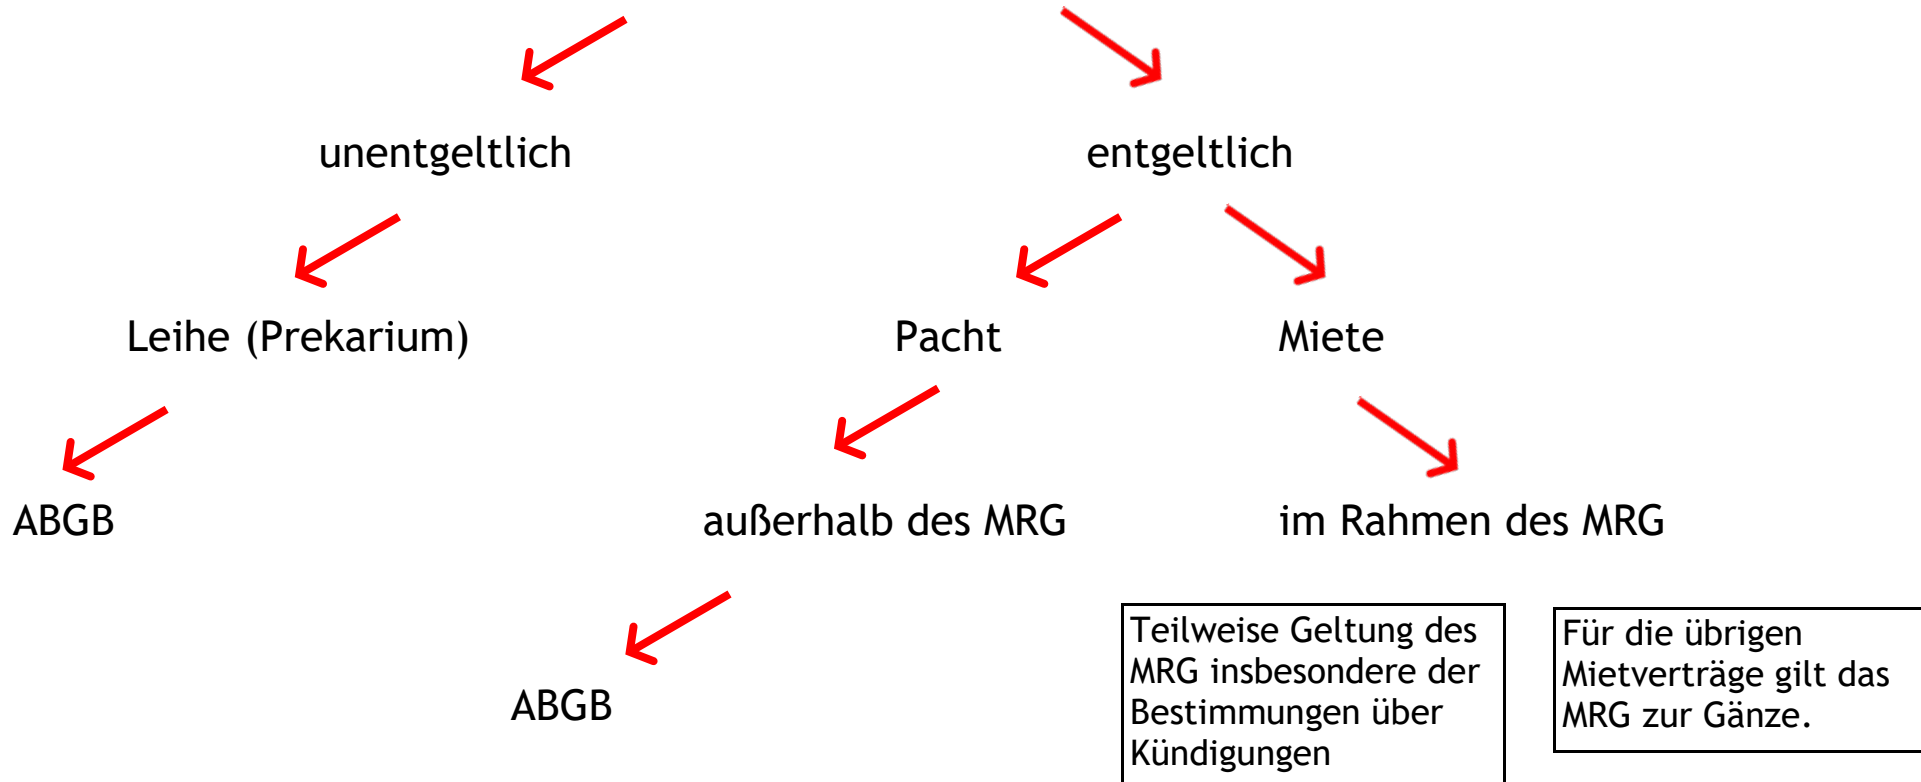 unentgeltlich
entgeltlich
Leihe (Prekarium)
Pacht
Miete
ABGB
außerhalb des MRG
im Rahmen des MRG
ABGB
Teilweise Geltung des
MRG insbesondere der
Bestimmungen über
Kündigungen
Für die übrigen
Mietverträge gilt das
MRG zur Gänze.